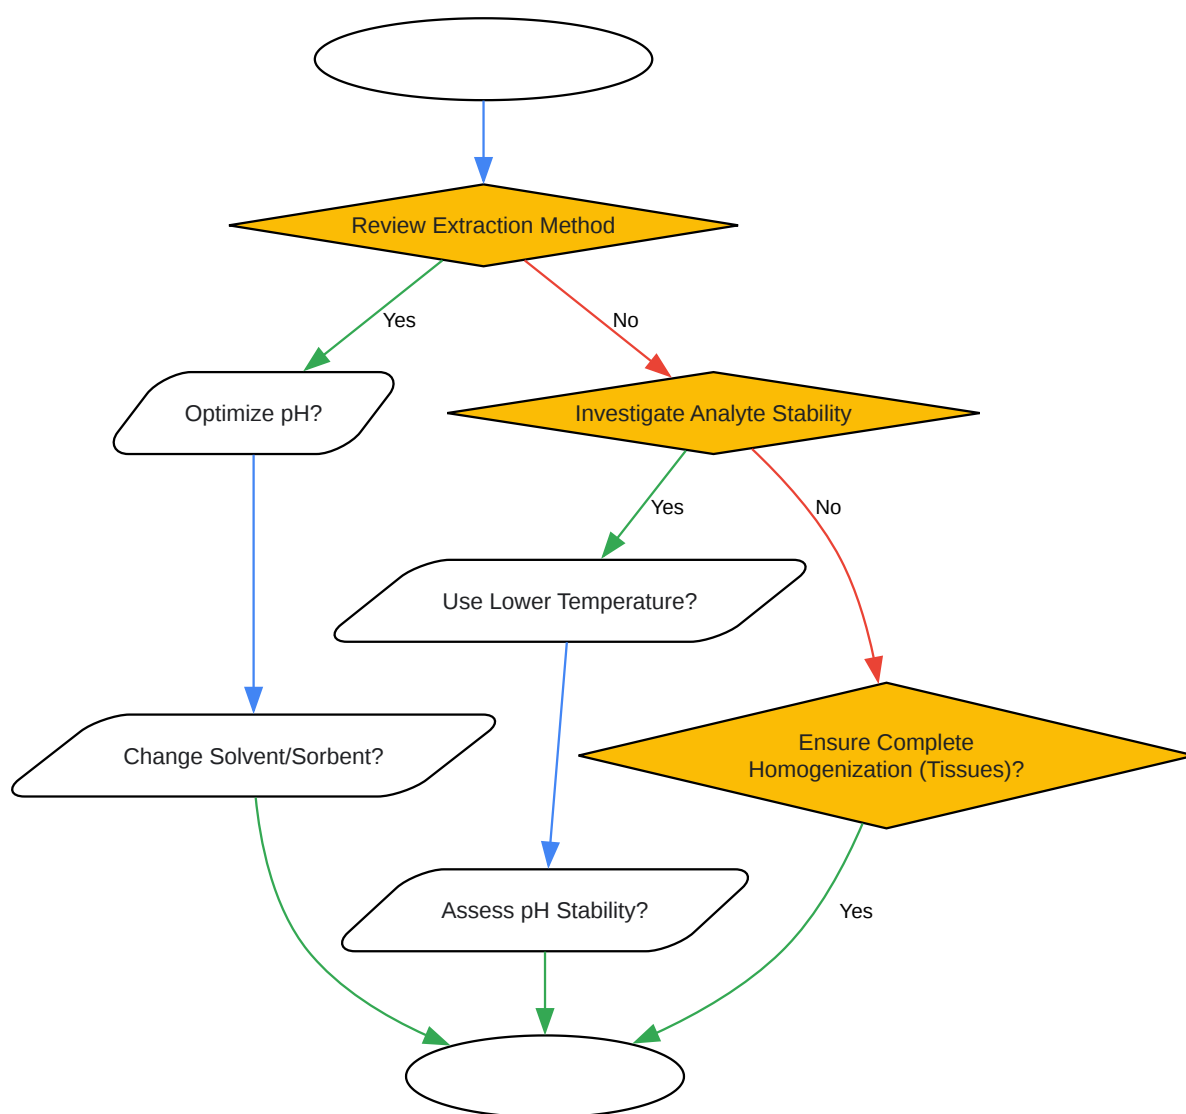 Review Extraction Method
Yes
No
Optimize pH?
Investigate Analyte Stability
Yes
No
Use Lower Temperature?
Change Solvent/Sorbent?
Ensure Complete
Homogenization (Tissues)?
Assess pH Stability?
Yes